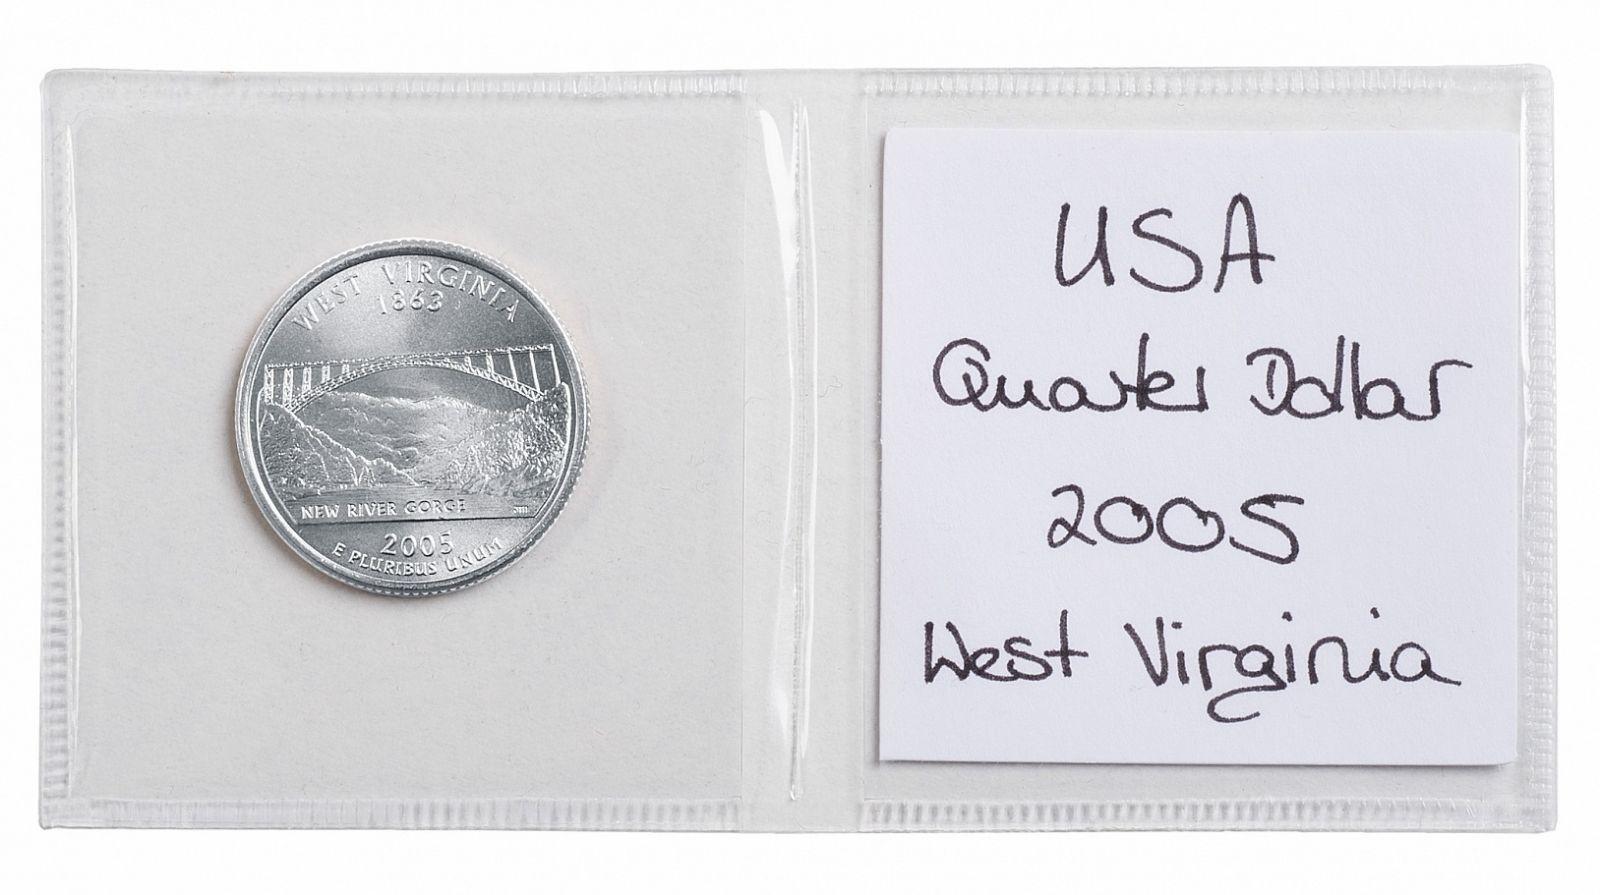 WEST VIRGINIA
1863
NEW RIVER GORGE
2005
E PLURIBUS UNUM
USA
Quarter Dollar
2005
West Virginia